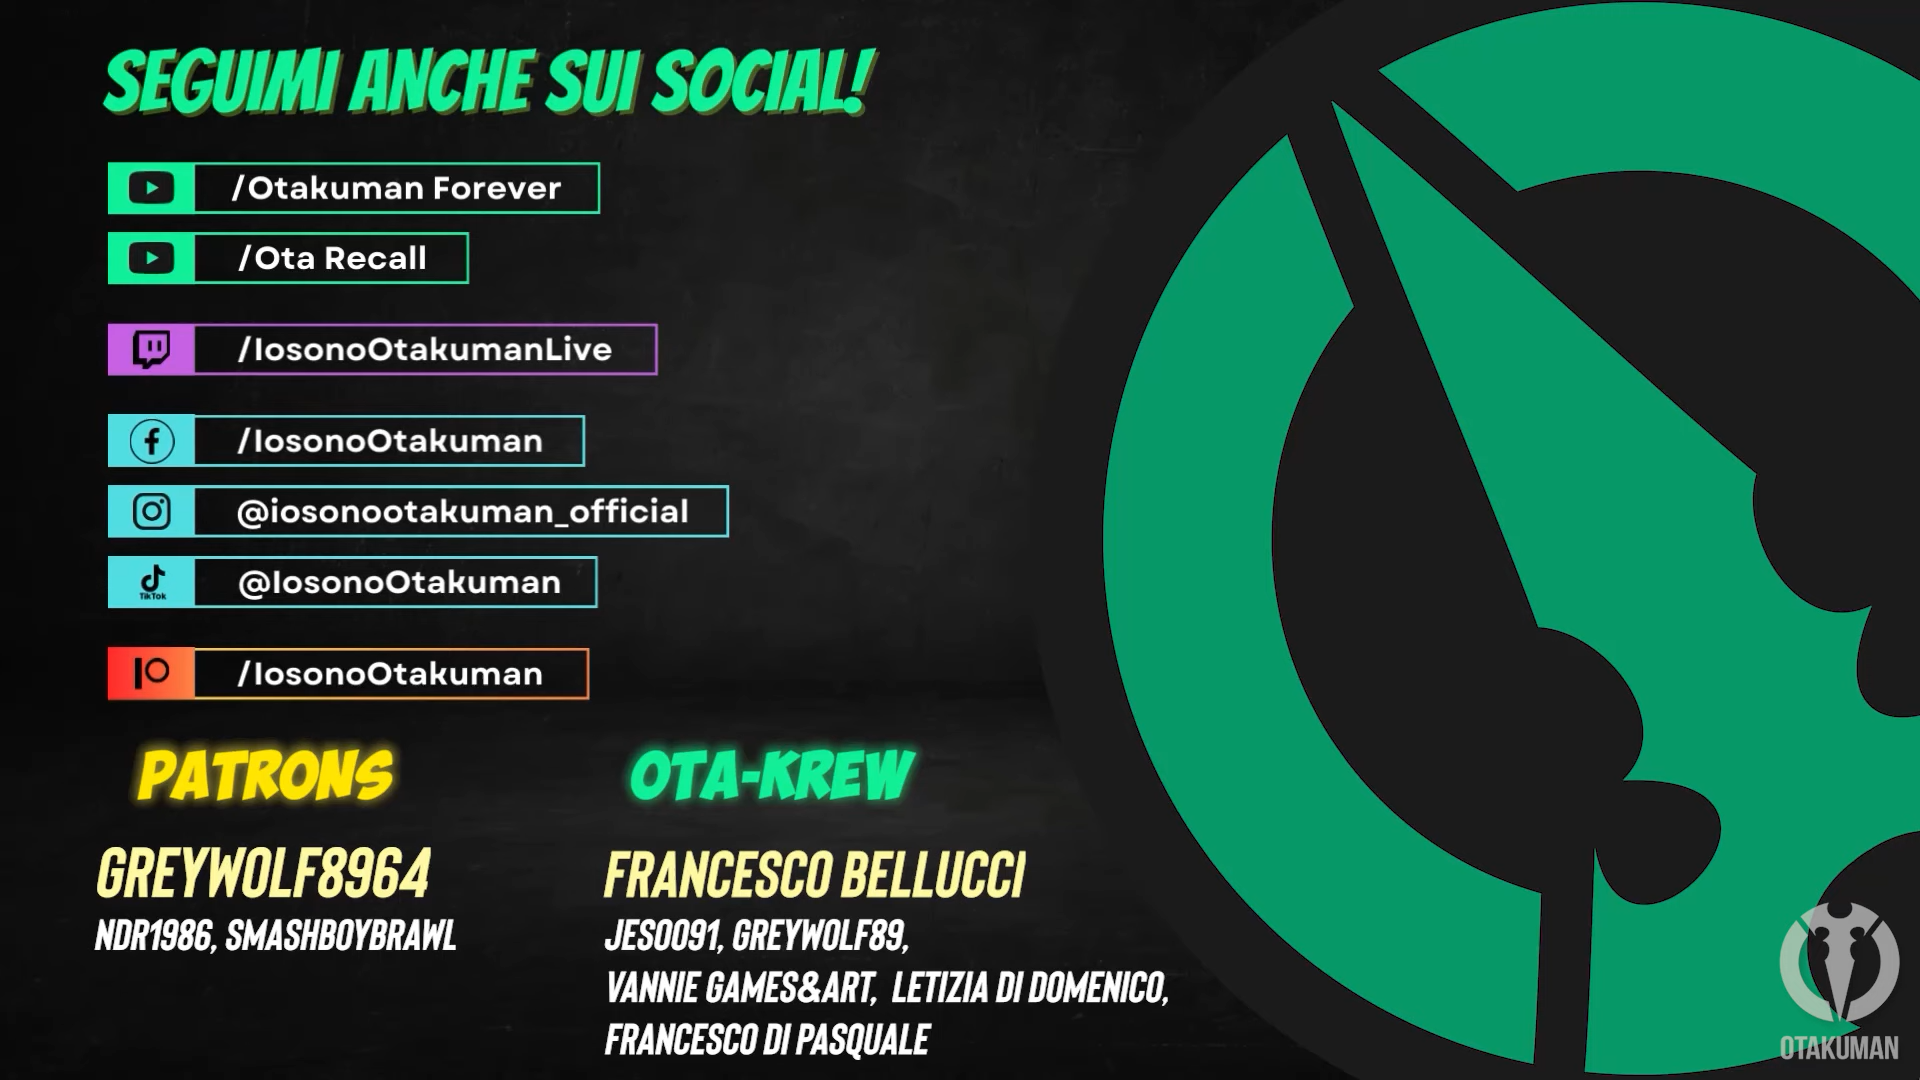 SEGUIMI ANCHE SUI SOCIAL!
/Otakuman Forever
/Ota Recall
/IosonoOtakumanLive
/IosonoOtakuman
@iosonootakuman_official
TikTok
@IosonoOtakuman
/IosonoOtakuman
PATRONS
GREYWOLF8964
NDR1986, SMASHBOYBRAWL
OTA-KREW
FRANCESCO BELLUCCI
JESOO91, GREYWOLF89,
VANNIE GAMES&ART, LETIZIA DI DOMENICO,
FRANCESCO DI PASQUALE
OTAKUMAN